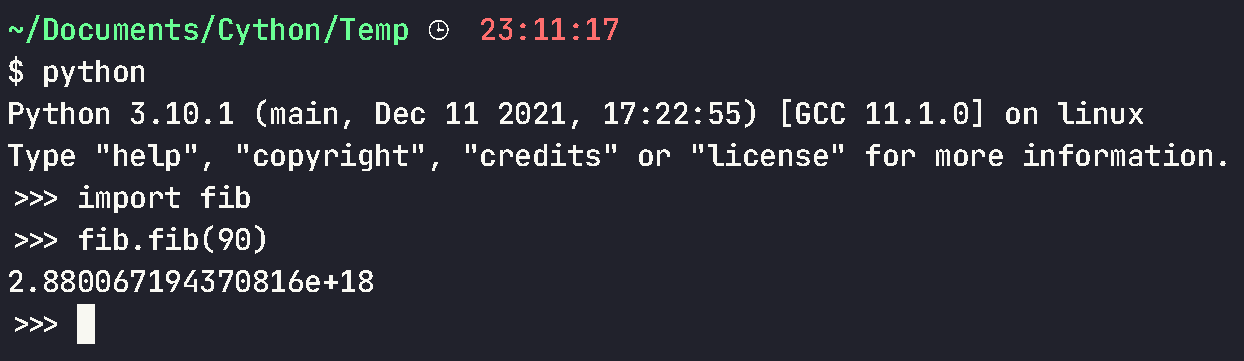 ~/Documents/Cython/Temp 🕒 23:11:17
$ python
Python 3.10.1 (main, Dec 11 2021, 17:22:55) [GCC 11.1.0] on linux
Type "help", "copyright", "credits" or "license" for more information.
>>> import fib
>>> fib.fib(90)
2.880067194370816e+18
>>>